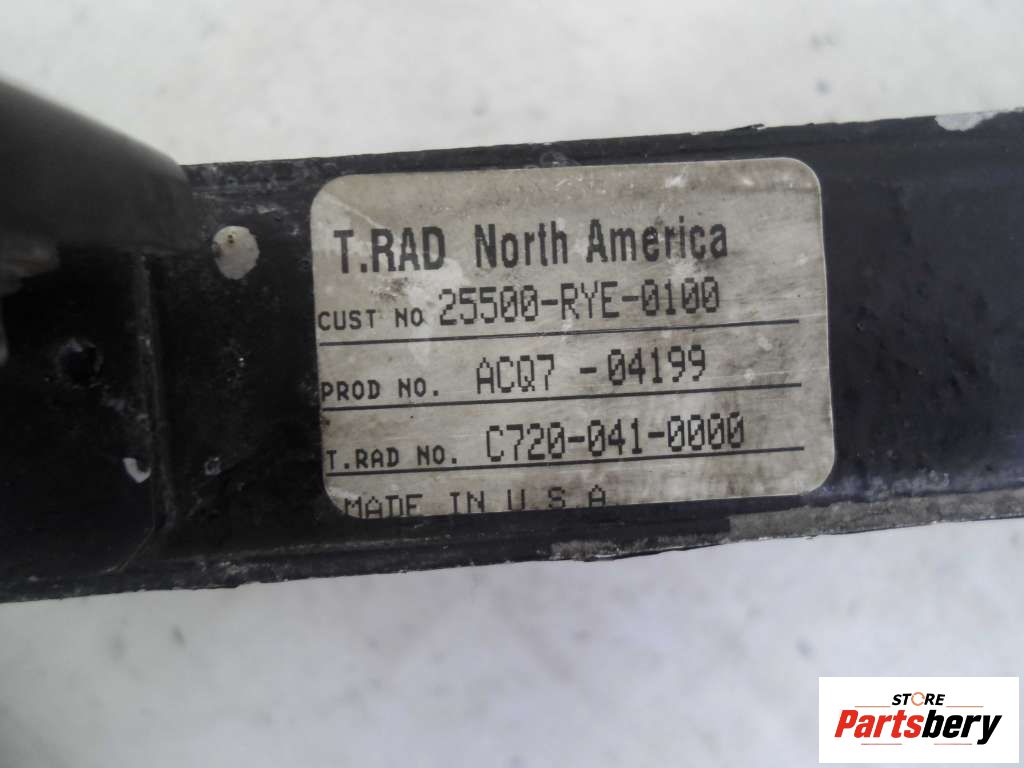 T.RAD North America
CUST NO 25500-RYE-0100
PROD NO. ACQ7 -04199
T.RAD NO. C720-041-0000
MADE IN U.S.A
STORE
Partsbery